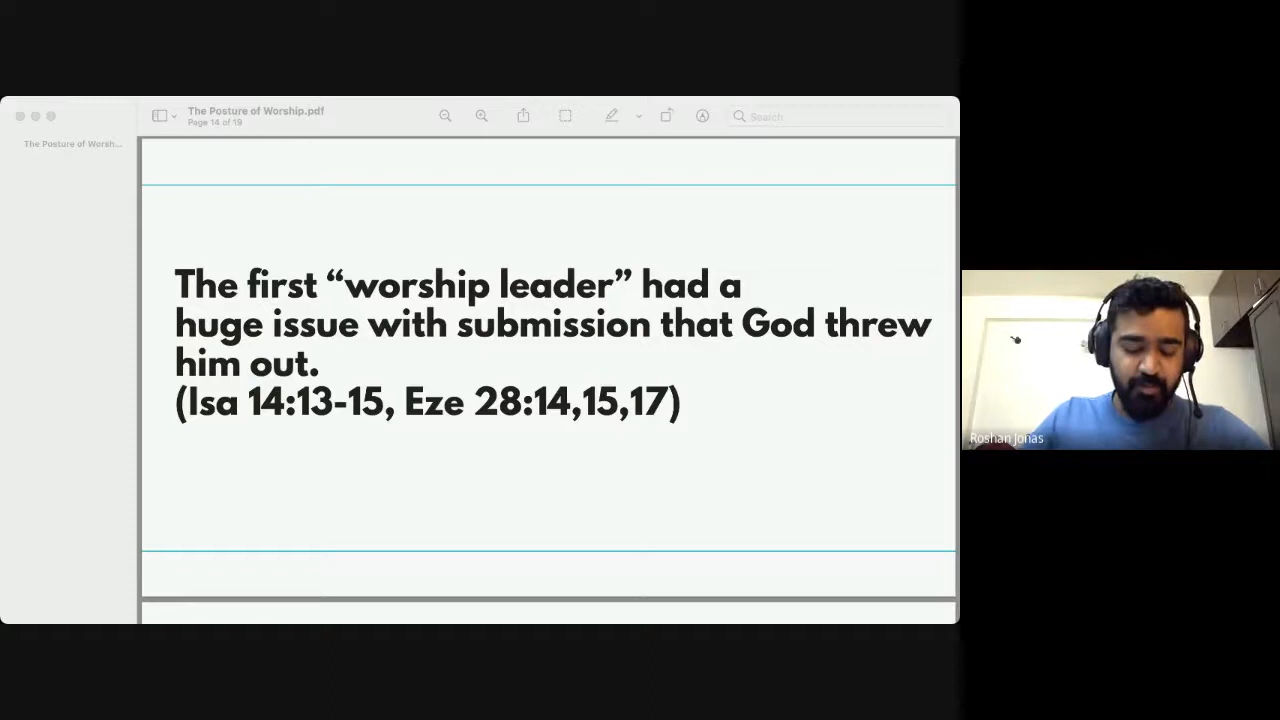 The Posture of Worship.pdf
Page 14 of 19
Search
The Posture of Worsh...
The first “worship leader” had a
huge issue with submission that God threw
him out.
(Isa 14:13-15, Eze 28:14,15,17)
Roshan Jonas